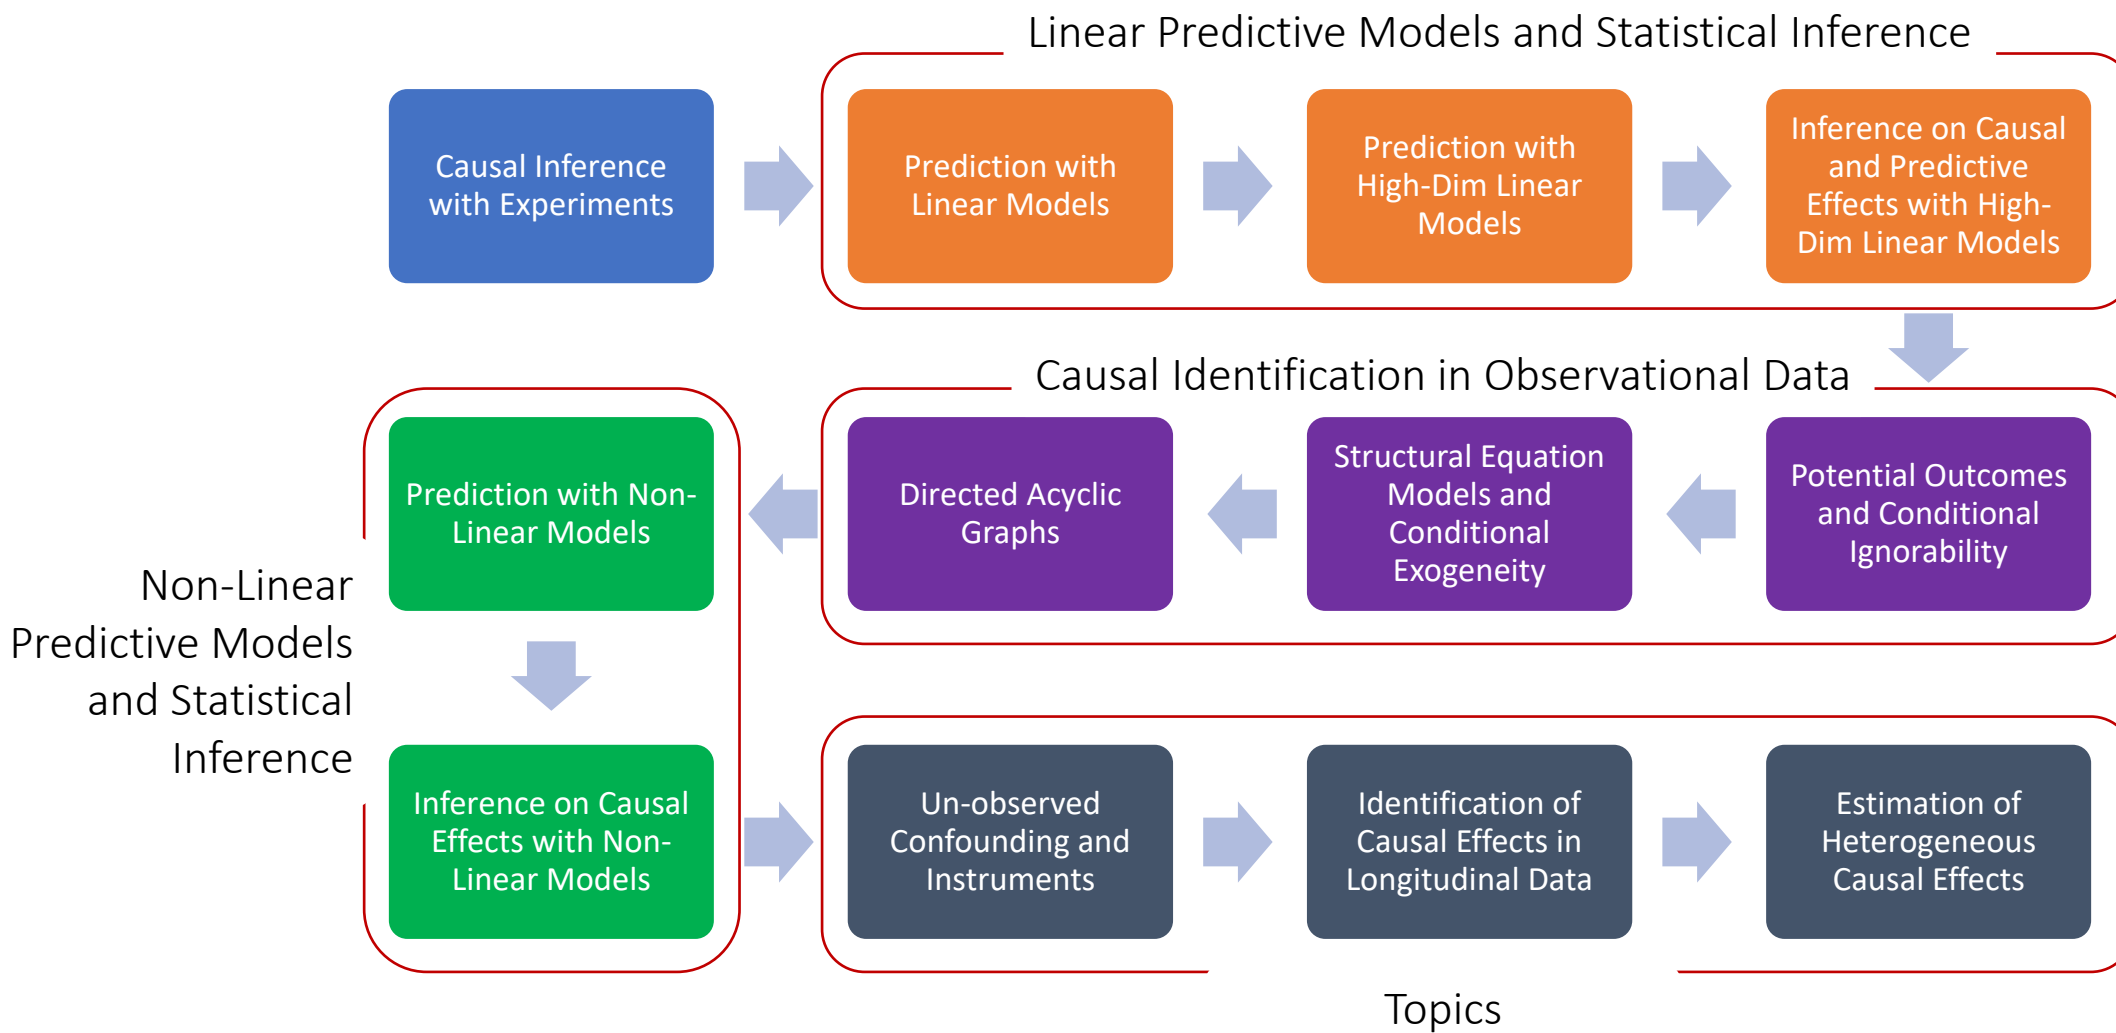 Linear Predictive Models and Statistical Inference
Causal Inference
with Experiments
Prediction with
Linear Models
Prediction with
High-Dim Linear
Models
Inference on Causal
and Predictive
Effects with High-
Dim Linear Models
Causal Identification in Observational Data
Potential Outcomes
and Conditional
Ignorability
Structural Equation
Models and
Conditional
Exogeneity
Directed Acyclic
Graphs
Prediction with Non-
Linear Models
Non-Linear
Predictive Models
and Statistical
Inference
Inference on Causal
Effects with Non-
Linear Models
Un-observed
Confounding and
Instruments
Identification of
Causal Effects in
Longitudinal Data
Estimation of
Heterogeneous
Causal Effects
Topics